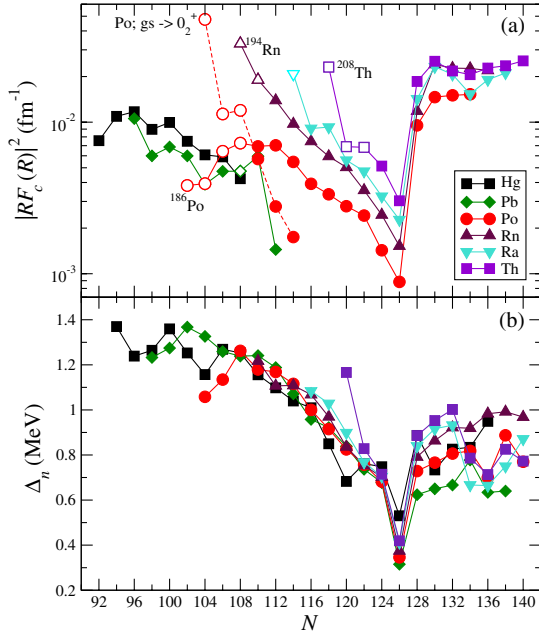 Po; gs -> 0₂⁺
(a)
¹⁹⁴Rn
²⁰⁸Th
¹⁸⁶Po
|RF_c(R)|² (fm⁻¹)
10⁻²
10⁻³
Hg
Pb
Po
Rn
Ra
Th
(b)
Δ_n (MeV)
1.4
1.2
1
0.8
0.6
0.4
0.2
92 96 100 104 108 112 116 120 124 128 132 136 140
N